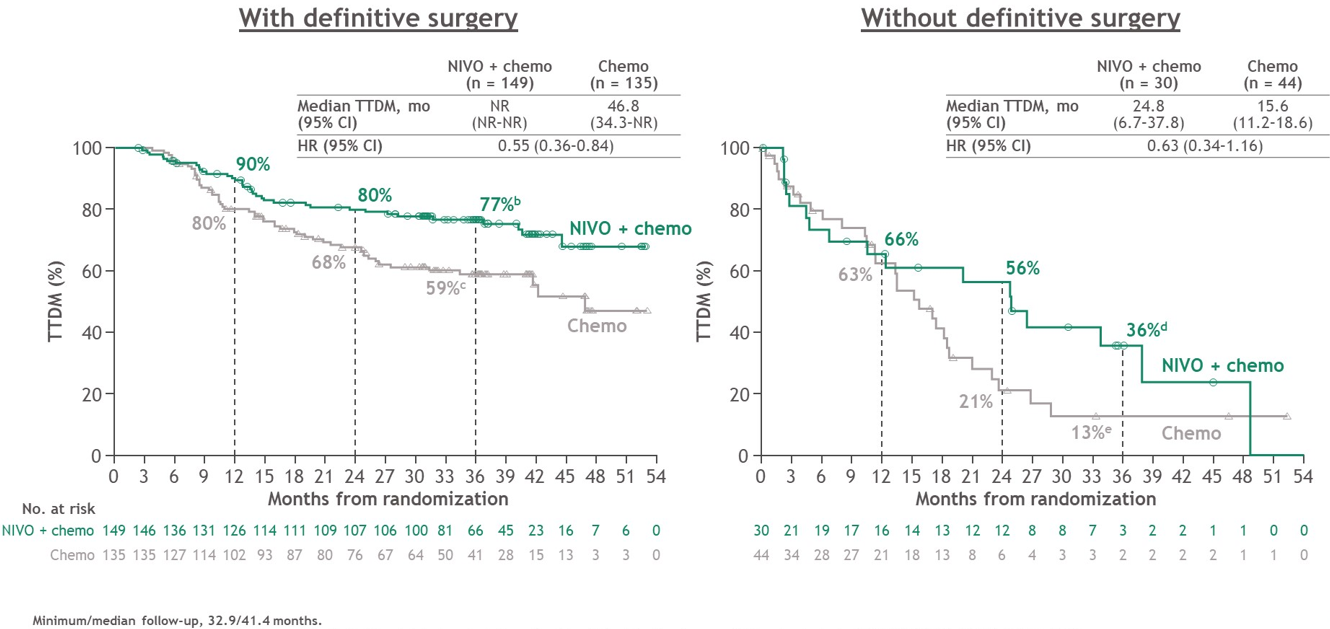 With definitive surgery
NIVO + chemo Chemo
(n = 149) (n = 135)
Median TTDM, mo NR 46.8
(95% CI) (NR-NR) (34.3-NR)
HR (95% CI) 0.55 (0.36-0.84)
100
80
60
40
20
0
TTDM (%)
90%
80%
77%b
NIVO + chemo
80%
68%
59%c
Chemo
0 3 6 9 12 15 18 21 24 27 30 33 36 39 42 45 48 51 54
Months from randomization
No. at risk
NIVO + chemo 149 146 136 131 126 114 111 109 107 106 100 81 66 45 23 16 7 6 0
Chemo 135 135 127 114 102 93 87 80 76 67 64 50 41 28 15 13 3 3 0
Without definitive surgery
NIVO + chemo Chemo
(n = 30) (n = 44)
Median TTDM, mo 24.8 15.6
(95% CI) (6.7-37.8) (11.2-18.6)
HR (95% CI) 0.63 (0.34-1.16)
100
80
60
40
20
0
TTDM (%)
66%
56%
36%d
NIVO + chemo
63%
21%
13%e
Chemo
0 3 6 9 12 15 18 21 24 27 30 33 36 39 42 45 48 51 54
Months from randomization
30 21 19 17 16 14 13 12 12 8 8 7 3 2 2 1 1 0 0
44 34 28 27 21 18 13 8 6 4 3 3 2 2 2 2 1 1 0
Minimum/median follow-up, 32.9/41.4 months.